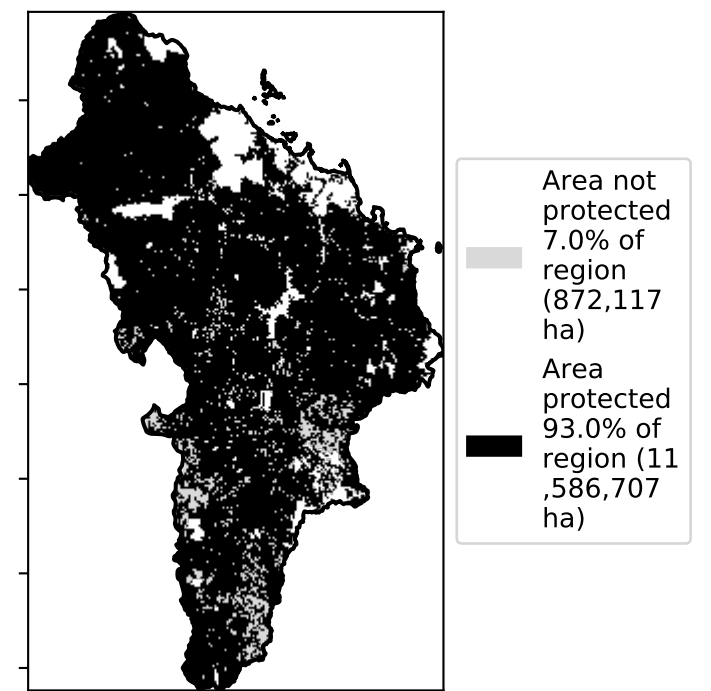 Area not
protected
7.0% of
region
(872,117
ha)
Area
protected
93.0% of
region (11
,586,707
ha)